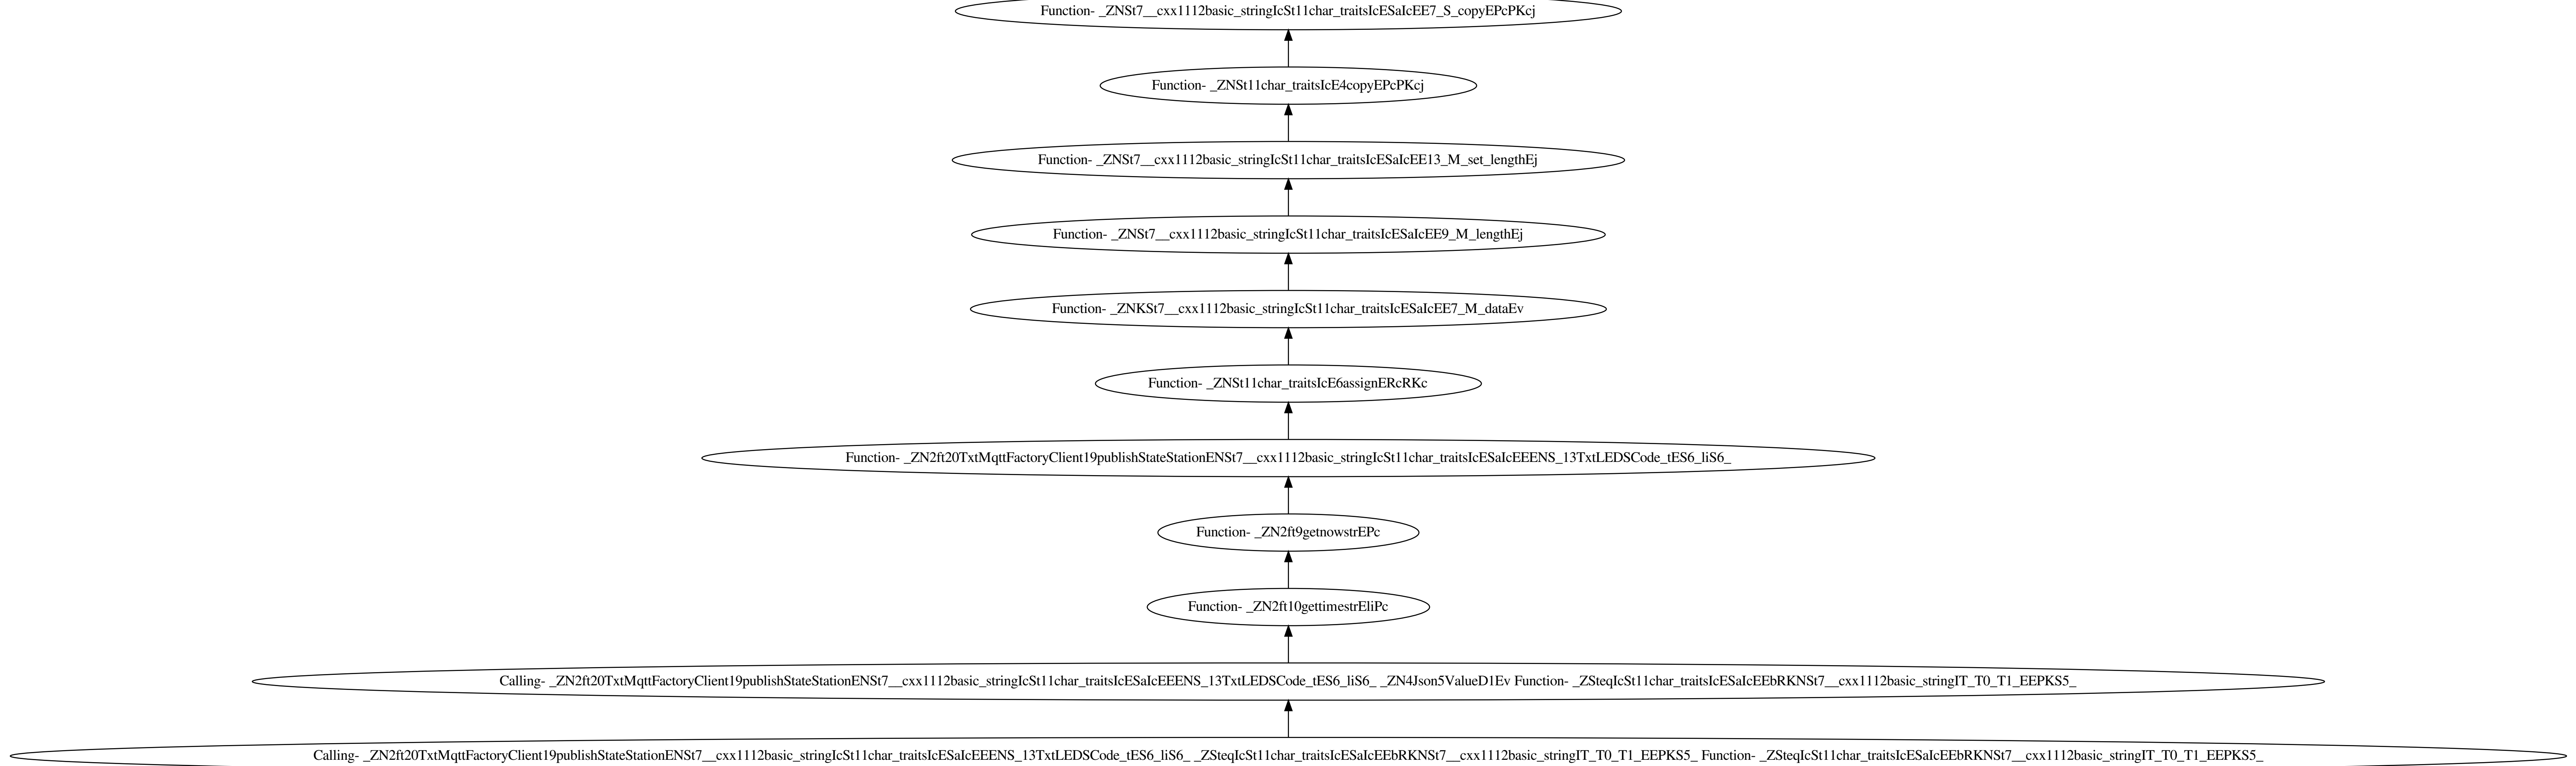 Function- _ZNSt7__cxx1112basic_stringIcSt11char_traitsIcESaIcEE7_S_copyEPcPKcj
Function- _ZNSt11char_traitsIcE4copyEPcPKcj
Function- _ZNSt7__cxx1112basic_stringIcSt11char_traitsIcESaIcEE13_M_set_lengthEj
Function- _ZNSt7__cxx1112basic_stringIcSt11char_traitsIcESaIcEE9_M_lengthEj
Function- _ZNKSt7__cxx1112basic_stringIcSt11char_traitsIcESaIcEE7_M_dataEv
Function- _ZNSt11char_traitsIcE6assignERcRKc
Function- _ZN2ft20TxtMqttFactoryClient19publishStateStationENSt7__cxx1112basic_stringIcSt11char_traitsIcESaIcEEENS_13TxtLEDSCode_tES6_liS6_
Function- _ZN2ft9getnowstrEPc
Function- _ZN2ft10gettimestrEliPc
Calling- _ZN2ft20TxtMqttFactoryClient19publishStateStationENSt7__cxx1112basic_stringIcSt11char_traitsIcESaIcEEENS_13TxtLEDSCode_tES6_liS6_ _ZN4Json5ValueD1Ev Function- _ZSteqIcSt11char_traitsIcESaIcEEbRKNSt7__cxx1112basic_stringIT_T0_T1_EEPKS5_
Calling- _ZN2ft20TxtMqttFactoryClient19publishStateStationENSt7__cxx1112basic_stringIcSt11char_traitsIcESaIcEEENS_13TxtLEDSCode_tES6_liS6_ _ZSteqIcSt11char_traitsIcESaIcEEbRKNSt7__cxx1112basic_stringIT_T0_T1_EEPKS5_ Function- _ZSteqIcSt11char_traitsIcESaIcEEbRKNSt7__cxx1112basic_stringIT_T0_T1_EEPKS5_